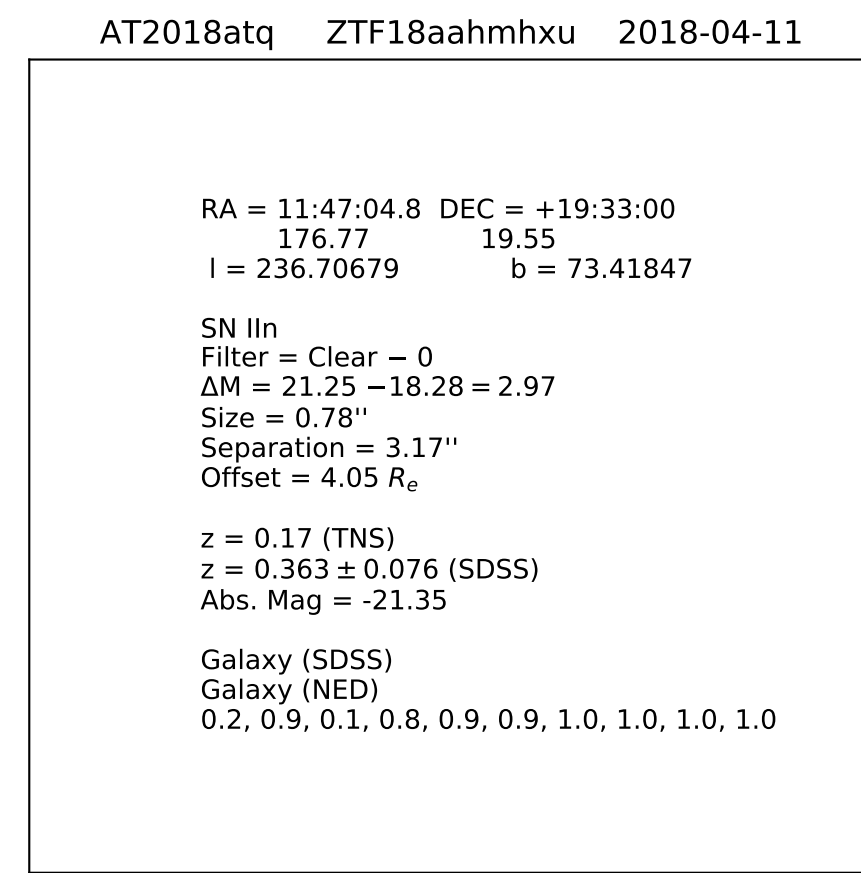 AT2018atq ZTF18aahmhxu 2018-04-11
RA = 11:47:04.8 DEC = +19:33:00
176.77 19.55
l = 236.70679 b = 73.41847
SN IIn
Filter = Clear − 0
ΔM = 21.25 −18.28 = 2.97
Size = 0.78''
Separation = 3.17''
Offset = 4.05 Re
z = 0.17 (TNS)
z = 0.363 ± 0.076 (SDSS)
Abs. Mag = -21.35
Galaxy (SDSS)
Galaxy (NED)
0.2, 0.9, 0.1, 0.8, 0.9, 0.9, 1.0, 1.0, 1.0, 1.0